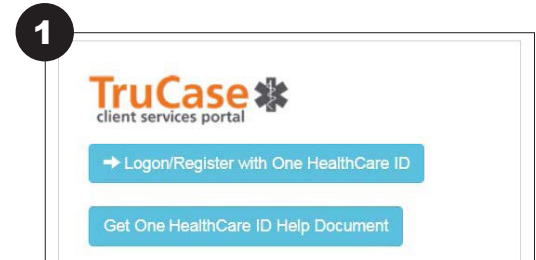 1
TruCase
client services portal
Logon/Register with One HealthCare ID
Get One HealthCare ID Help Document